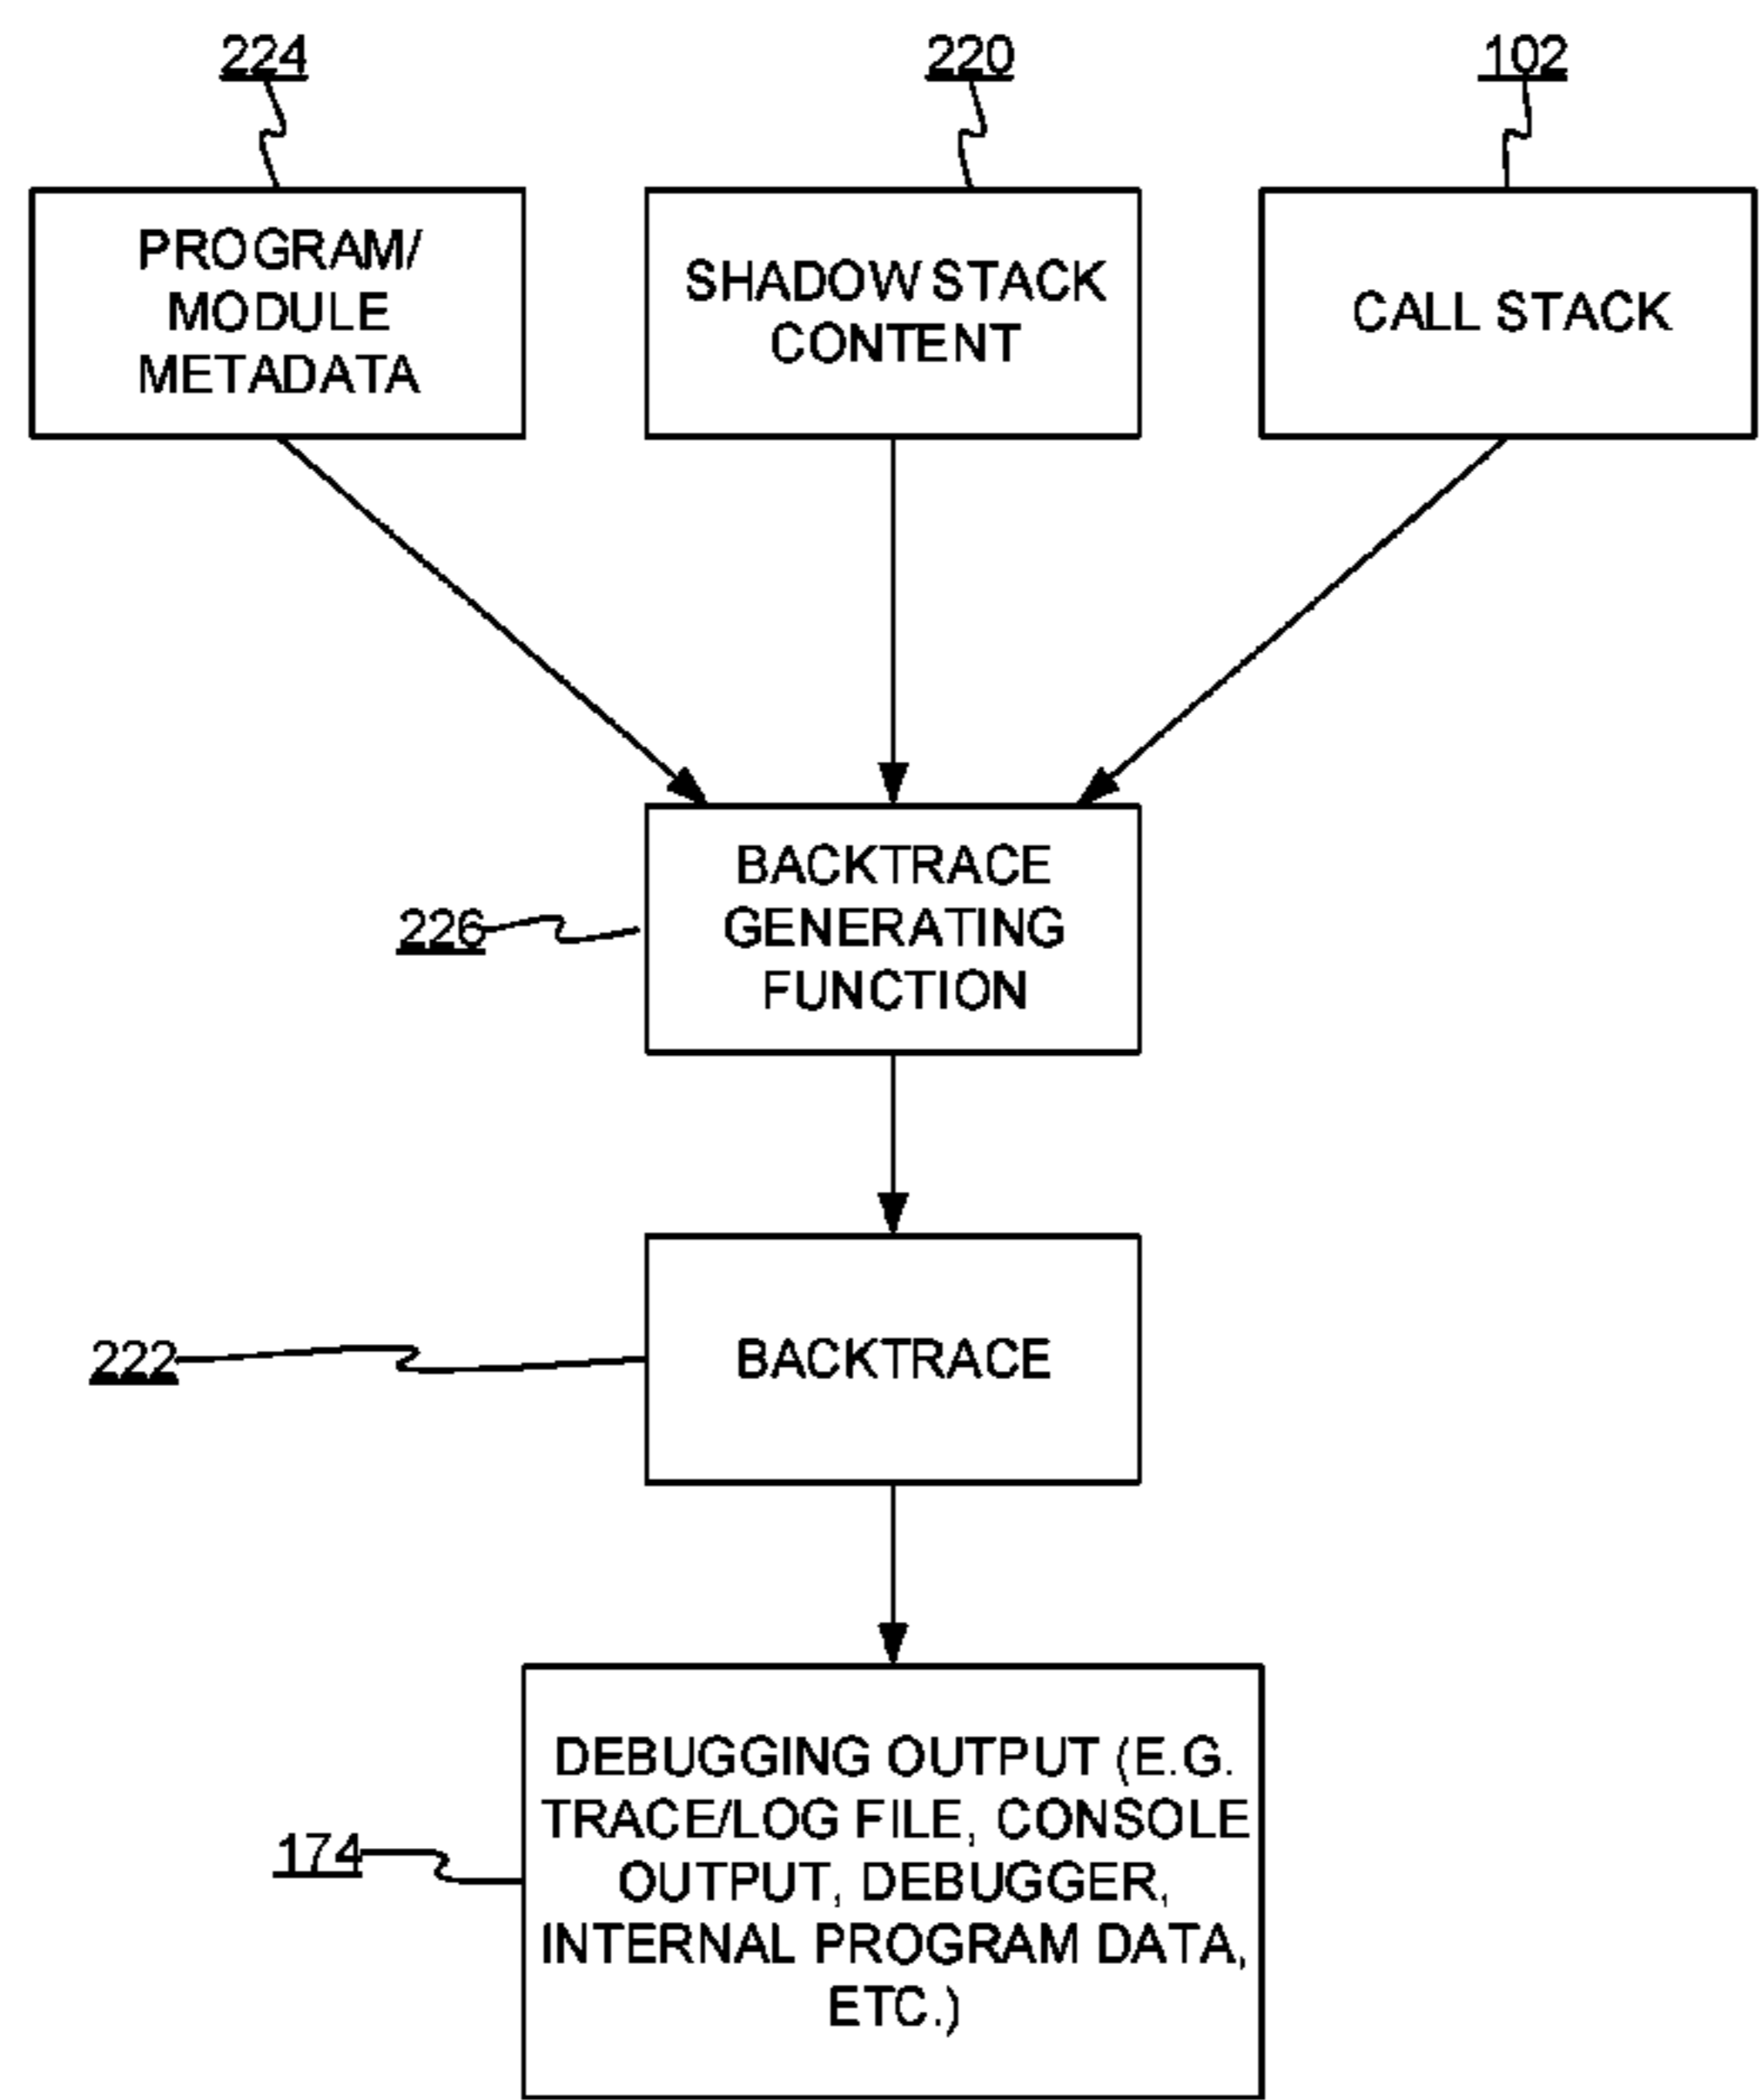 224
220
102
PROGRAM/
MODULE
METADATA
SHADOW STACK
CONTENT
CALL STACK
BACKTRACE
GENERATING
FUNCTION
226
BACKTRACE
222
DEBUGGING OUTPUT (E.G.
TRACE/LOG FILE, CONSOLE
OUTPUT, DEBUGGER,
INTERNAL PROGRAM DATA,
ETC.)
174